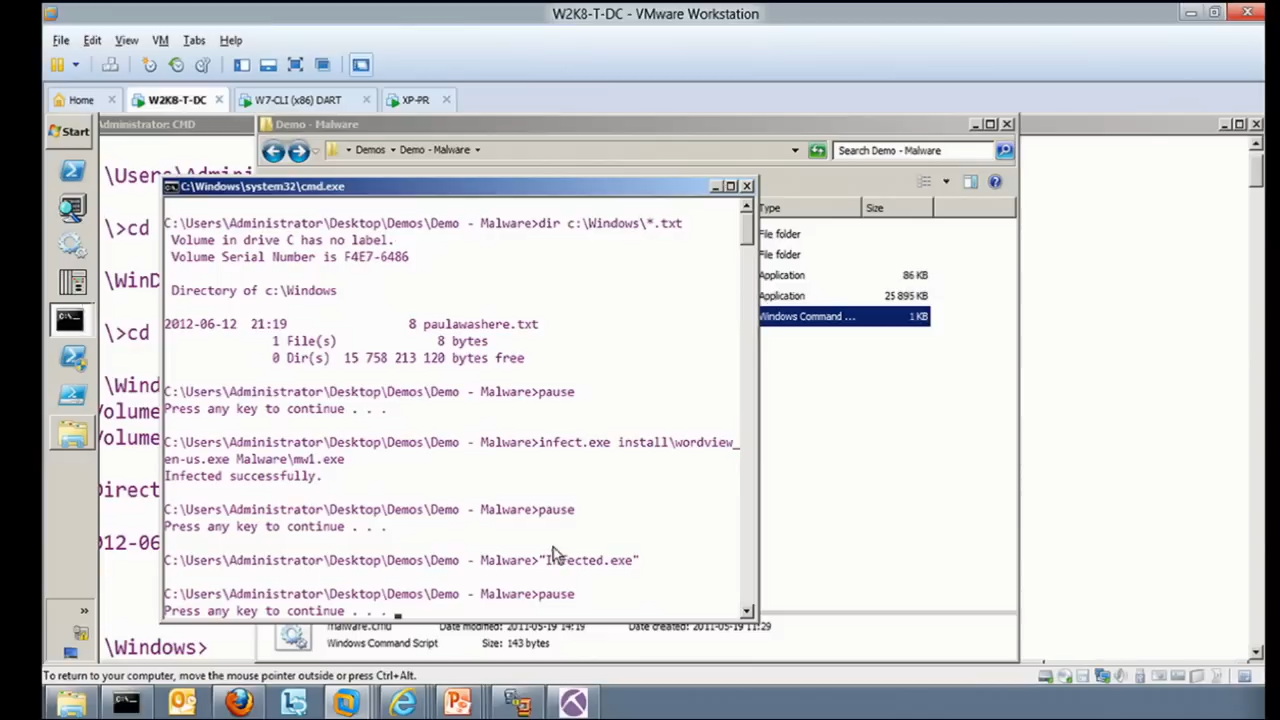 W2K8-T-DC - VMware Workstation
File Edit View VM Tabs Help
Home W2K8-T-DC W7-CLI (x86) DART XP-PR
Start
Administrator: CMD
Demo - Malware
Demos Demo - Malware
Search Demo - Malware
\Users\Admini
\>cd
\WinD
\>cd
\Wind
Volume
Volum
Direct
012-06
\Windows>
C:\Windows\system32\cmd.exe
C:\Users\Administrator\Desktop\Demos\Demo - Malware>dir c:\Windows\*.txt
Volume in drive C has no label.
Volume Serial Number is F4E7-6486
Directory of c:\Windows
2012-06-12 21:19 8 paulawashere.txt
1 File(s) 8 bytes
0 Dir(s) 15 758 213 120 bytes free
C:\Users\Administrator\Desktop\Demos\Demo - Malware>pause
Press any key to continue . . .
C:\Users\Administrator\Desktop\Demos\Demo - Malware>infect.exe install\wordview_
en-us.exe Malware\mw1.exe
Infected successfully.
C:\Users\Administrator\Desktop\Demos\Demo - Malware>pause
Press any key to continue . . .
C:\Users\Administrator\Desktop\Demos\Demo - Malware>"Infected.exe"
C:\Users\Administrator\Desktop\Demos\Demo - Malware>pause
Press any key to continue . . .
Type Size
File folder
File folder
Application 86 KB
Application 25 895 KB
Windows Command ... 1 KB
malware.cmd Date modified: 2011-05-19 14:19 Date created: 2011-05-19 11:29
Windows Command Script Size: 143 bytes
To return to your computer, move the mouse pointer outside or press Ctrl+Alt.